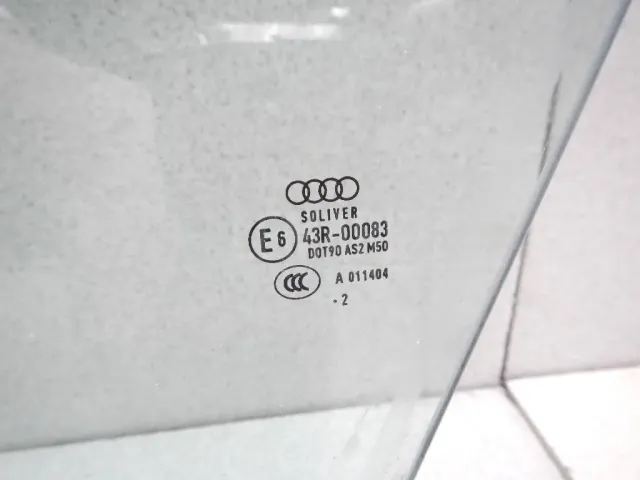 SOLIVER
E6 43R-00083
DOT90 AS2 M50
CCC A 011404
. 2